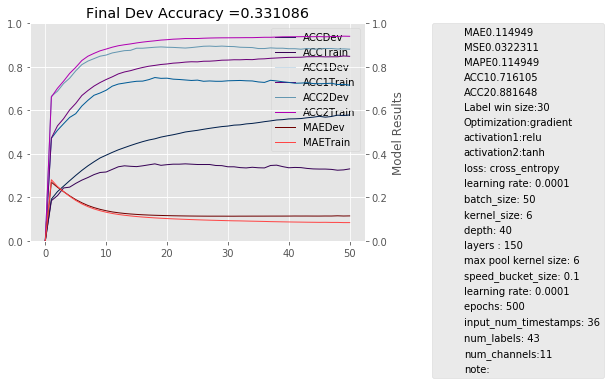 Final Dev Accuracy =0.331086
1.0
0.8
0.6
0.4
0.2
0.0
0
10
20
30
40
50
1.0
0.8
0.6
0.4
0.2
0.0
Model Results
ACCDev
ACCTrain
ACC1Dev
ACC1Train
ACC2Dev
ACC2Train
MAEDev
MAETrain
MAE0.114949
MSE0.0322311
MAPE0.114949
ACC10.716105
ACC20.881648
Label win size:30
Optimization:gradient
activation1:relu
activation2:tanh
loss: cross_entropy
learning rate: 0.0001
batch_size: 50
kernel_size: 6
depth: 40
layers : 150
max pool kernel size: 6
speed_bucket_size: 0.1
learning rate: 0.0001
epochs: 500
input_num_timestamps: 36
num_labels: 43
num_channels:11
note: